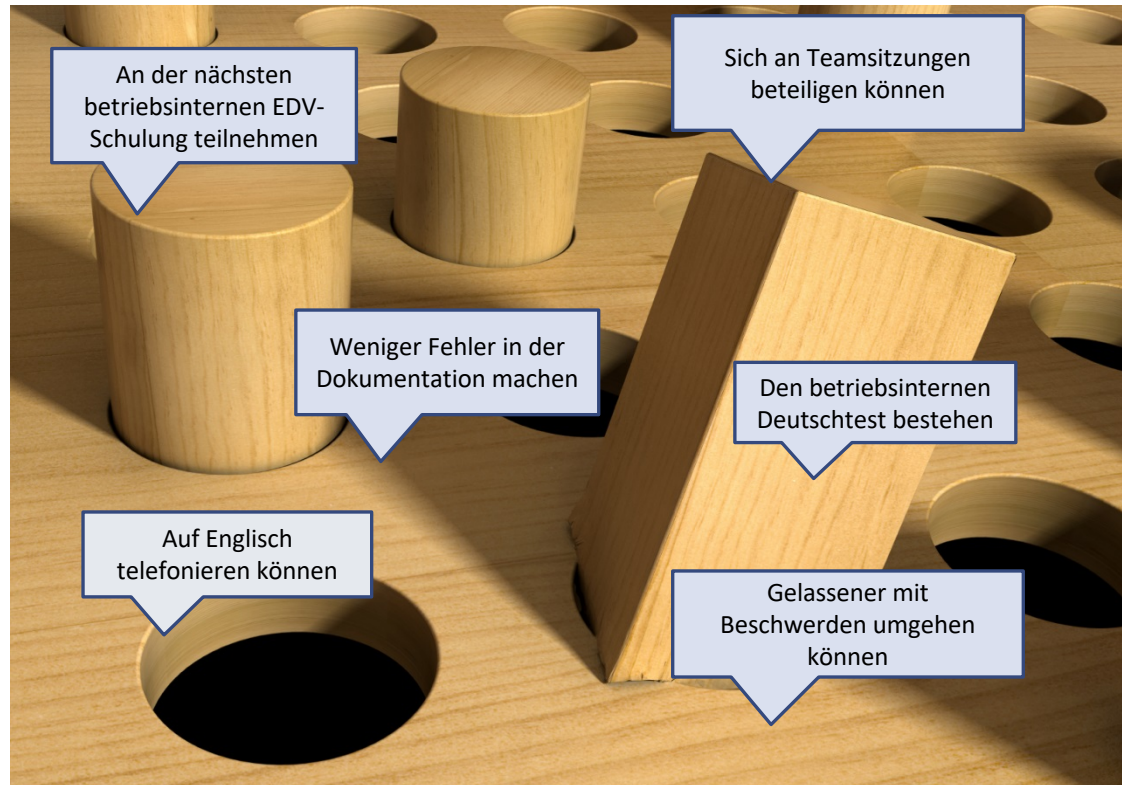 An der nächsten
betriebsinternen EDV-
Schulung teilnehmen
Sich an Teamsitzungen
beteiligen können
Weniger Fehler in der
Dokumentation machen
Den betriebsinternen
Deutschtest bestehen
Auf Englisch
telefonieren können
Gelassener mit
Beschwerden umgehen
können